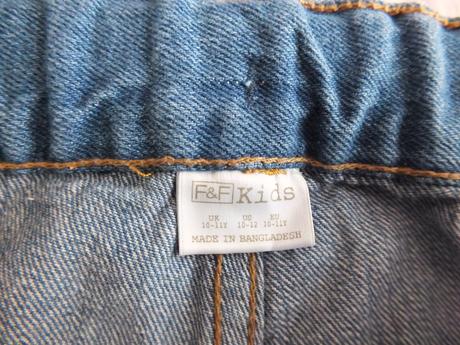 F&F Kids
UK US EU
10-11Y 10-12 10-11Y
MADE IN BANGLADESH